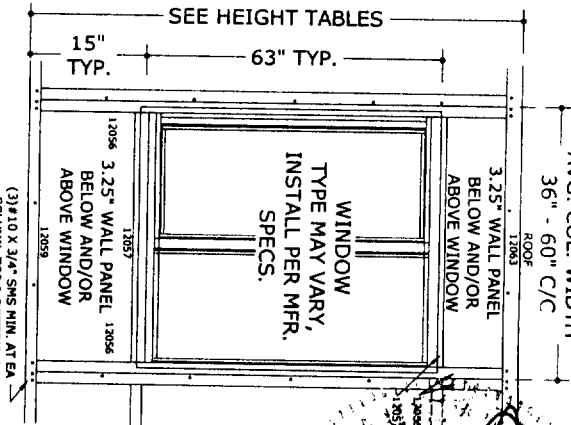 SEE HEIGHT TABLES
15"
TYP.
63" TYP.
36" - 60" C/C
ROOF
12063
3.25" WALL PANEL
BELOW AND/OR
ABOVE WINDOW
WINDOW
TYPE MAY VARY,
INSTALL PER MFR.
SPECS.
12057
12056
3.25" WALL PANEL
12056
BELOW AND/OR
ABOVE WINDOW
12059
(3)#10 X 3/4" SMS MIN. AT EA